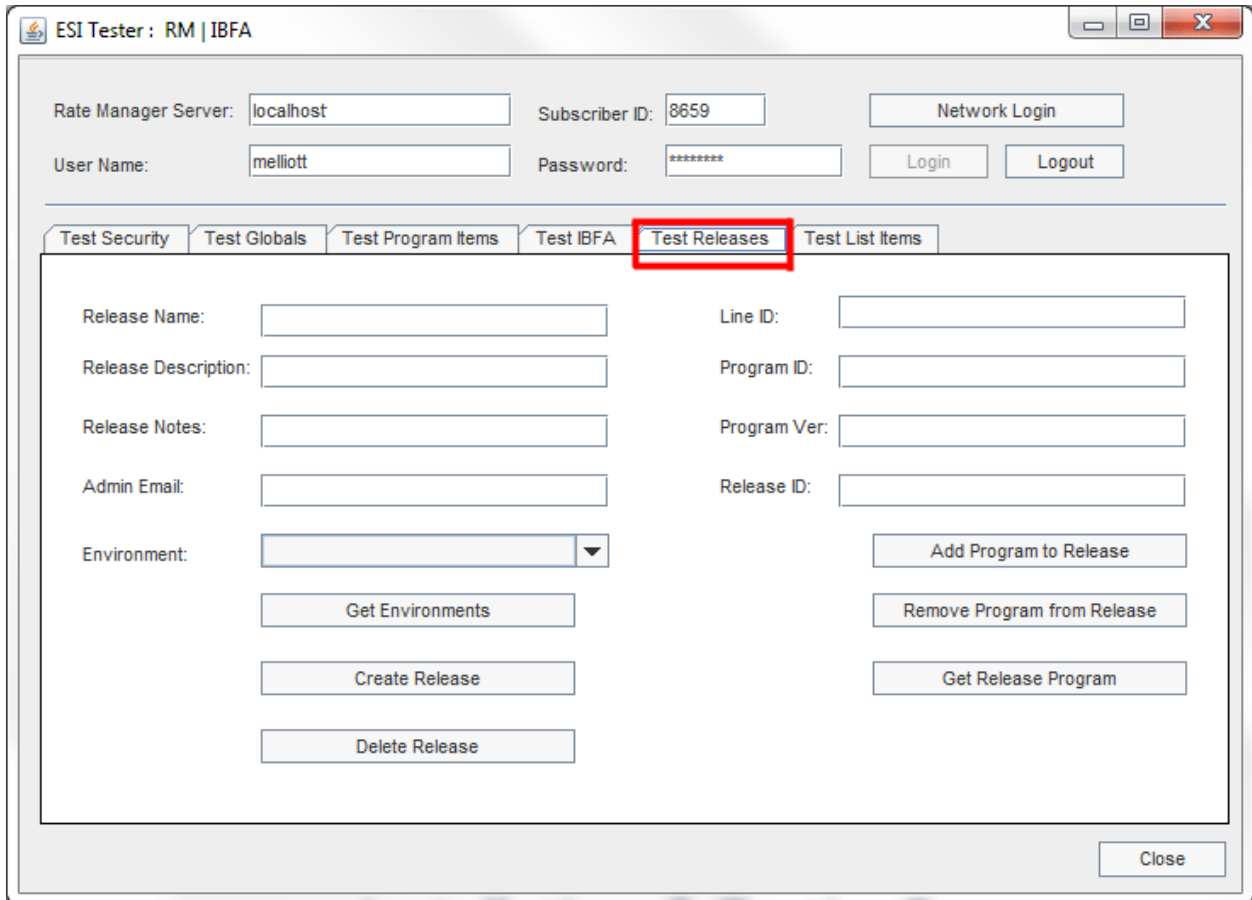 ESI Tester : RM | IBFA
Rate Manager Server: localhost Subscriber ID: 8659 Network Login
User Name: melliott Password: ******** Login Logout
Test Security Test Globals Test Program Items Test IBFA Test Releases Test List Items
Release Name: Line ID:
Release Description: Program ID:
Release Notes: Program Ver:
Admin Email: Release ID:
Environment: Add Program to Release
Get Environments Remove Program from Release
Create Release Get Release Program
Delete Release
Close